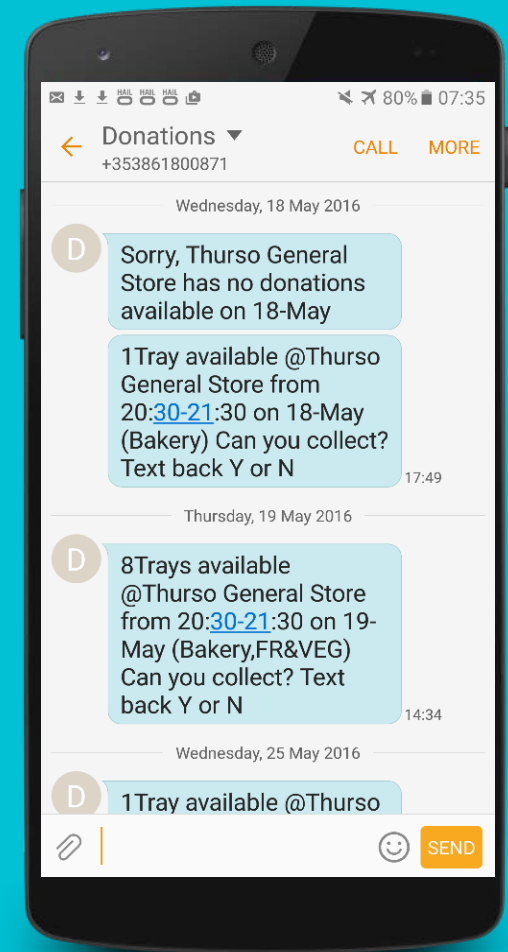 HAIL HAIL HAIL 80% 07:35
Donations
+353861800871
CALL MORE
Wednesday, 18 May 2016
D
Sorry, Thurso General
Store has no donations
available on 18-May
1Tray available @Thurso
General Store from
20:30-21:30 on 18-May
(Bakery) Can you collect?
Text back Y or N
17:49
Thursday, 19 May 2016
D
8Trays available
@Thurso General Store
from 20:30-21:30 on 19-
May (Bakery,FR&VEG)
Can you collect? Text
back Y or N
14:34
Wednesday, 25 May 2016
D
1Tray available @Thurso
SEND